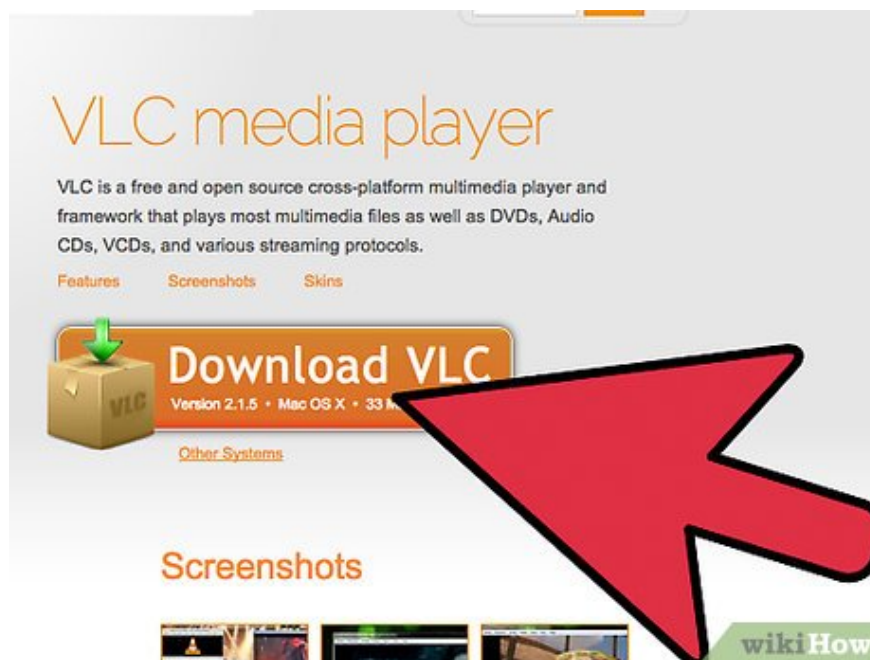 VLC media player
VLC is a free and open source cross-platform multimedia player and
framework that plays most multimedia files as well as DVDs, Audio
CDs, VCDs, and various streaming protocols.
Features Screenshots Skins
Download VLC
VLC
Version 2.1.5 • Mac OS X • 33
Other Systems
Screenshots
wikiHow